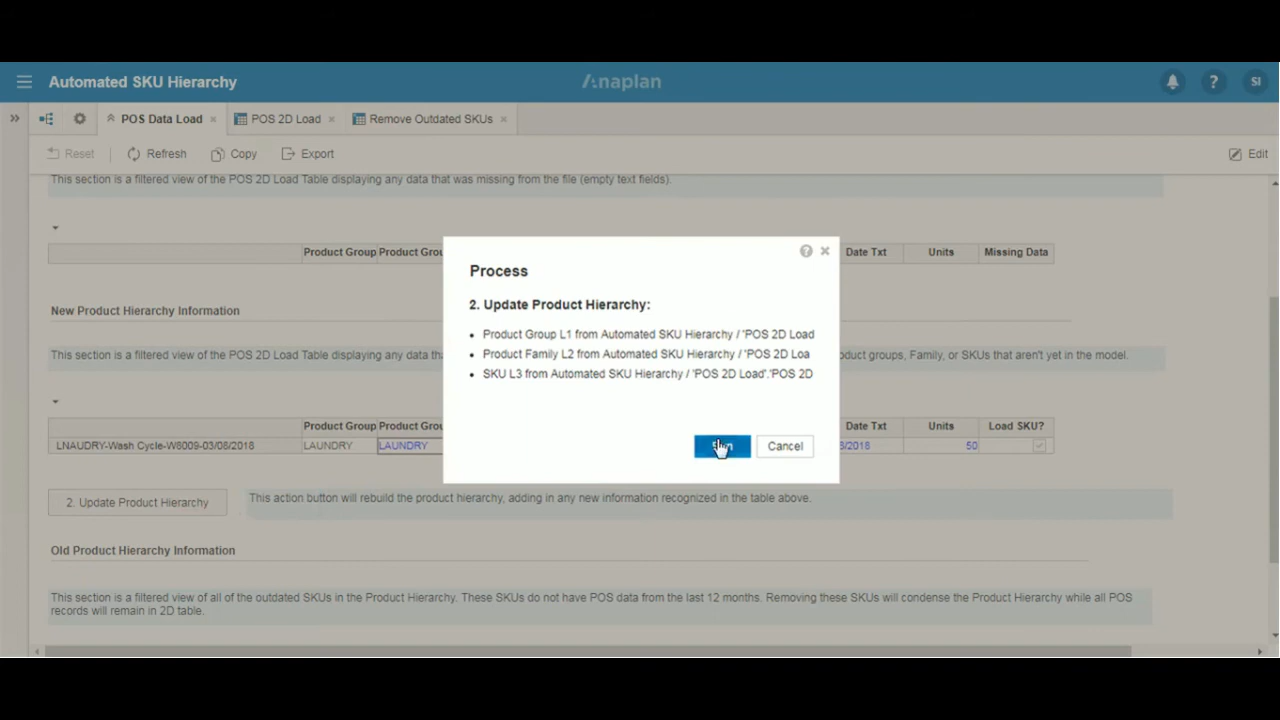 Automated SKU Hierarchy
Anaplan
SI
POS Data Load
POS 2D Load
Remove Outdated SKUs
Reset
Refresh
Copy
Export
Edit
This section is a filtered view of the POS 2D Load Table displaying any data that was missing from the file (empty text fields).
Product Group Product Grou
Date Txt
Units
Missing Data
Process
2. Update Product Hierarchy:
Product Group L1 from Automated SKU Hierarchy / 'POS 2D Load
Product Family L2 from Automated SKU Hierarchy / 'POS 2D Loa
SKU L3 from Automated SKU Hierarchy / 'POS 2D Load'.'POS 2D
Cancel
New Product Hierarchy Information
This section is a filtered view of the POS 2D Load Table displaying any data tha
oduct groups, Family, or SKUs that aren't yet in the model.
Product Group Product Grou
Date Txt
Units
Load SKU?
LNAUDRY-Wash Cycle-W6009-03/08/2018
LAUNDRY
LAUNDRY
8/2018
50
2. Update Product Hierarchy
This action button will rebuild the product hierarchy, adding in any new information recognized in the table above.
Old Product Hierarchy Information
This section is a filtered view of all of the outdated SKUs in the Product Hierarchy. These SKUs do not have POS data from the last 12 months. Removing these SKUs will condense the Product Hierarchy while all POS
records will remain in 2D table.